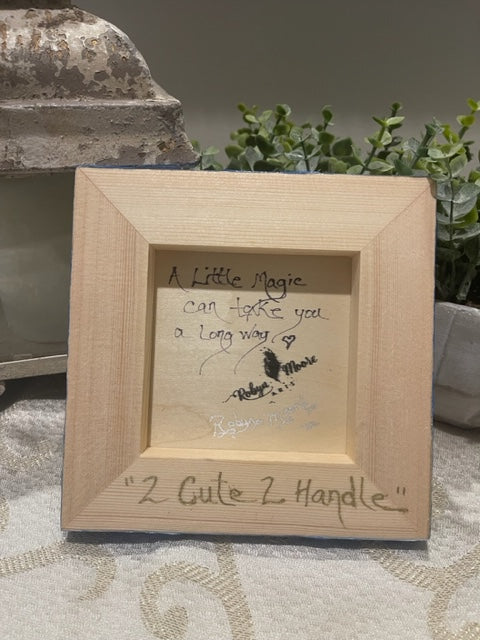 A Little Magic
can take you
a Long way
Robyn Moore
"2 Cute 2 Handle"